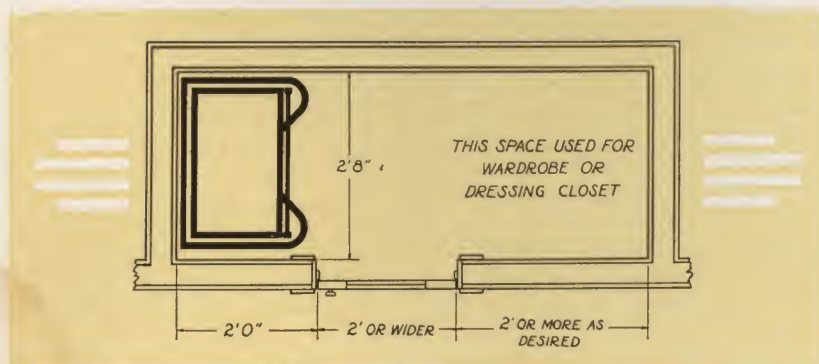 THIS SPACE USED FOR
WARDROBE OR
DRESSING CLOSET
2'8"
2'0"
2' OR WIDER
2' OR MORE AS
DESIRED